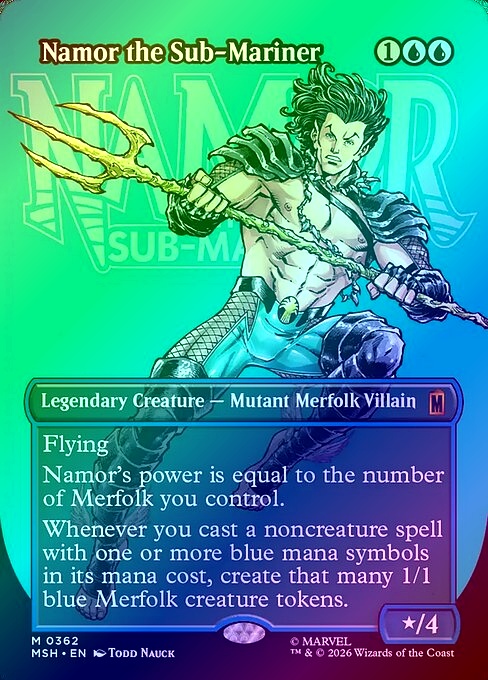 Namor the Sub-Mariner 1
NAMOR
SUB-MA
Legendary Creature — Mutant Merfolk Villain M
Flying
Namor's power is equal to the number
of Merfolk you control.
Whenever you cast a noncreature spell
with one or more blue mana symbols
in its mana cost, create that many 1/1
blue Merfolk creature tokens.
★/4
M 0362
MSH • EN Todd Nauck
© MARVEL
™ & © 2026 Wizards of the Coast